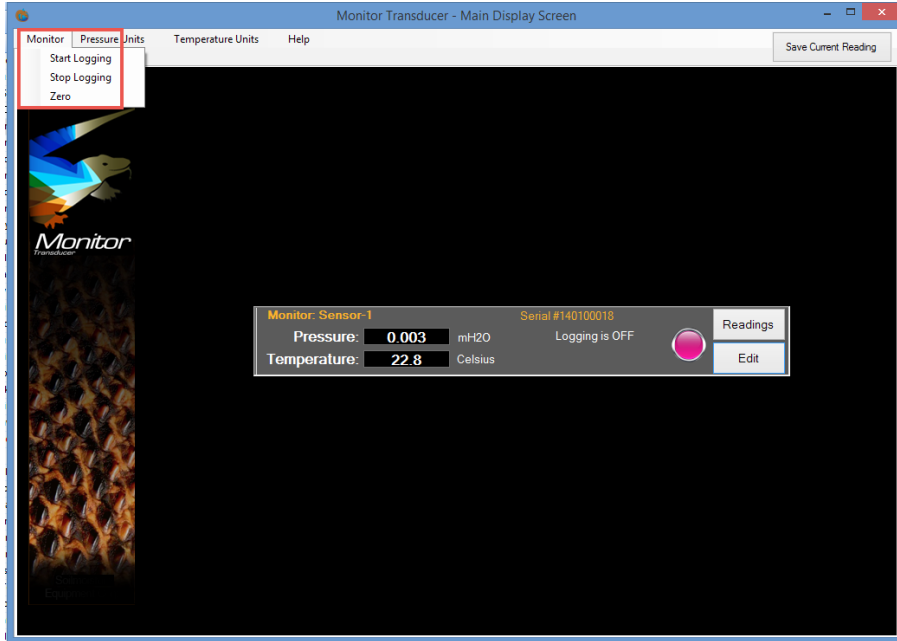 Monitor Transducer - Main Display Screen
Monitor Pressure Units Temperature Units Help
Save Current Reading
Start Logging
Stop Logging
Zero
Monitor
Transducer
Monitor: Sensor-1 Serial #140100018
Pressure: 0.003 mH2O Logging is OFF
Readings
Temperature: 22.8 Celsius
Edit